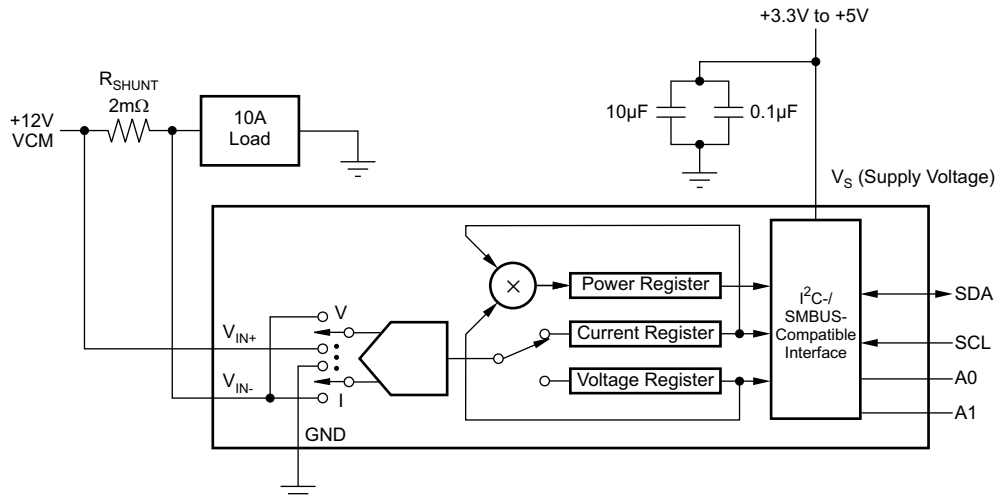 +3.3V to +5V
R_SHUNT
2mΩ
+12V
VCM
10A
Load
10μF
0.1μF
V_S (Supply Voltage)
×
Power Register
Current Register
Voltage Register
I²C-/
SMBUS-
Compatible
Interface
SDA
SCL
A0
A1
V
V_IN+
V_IN-
I
GND